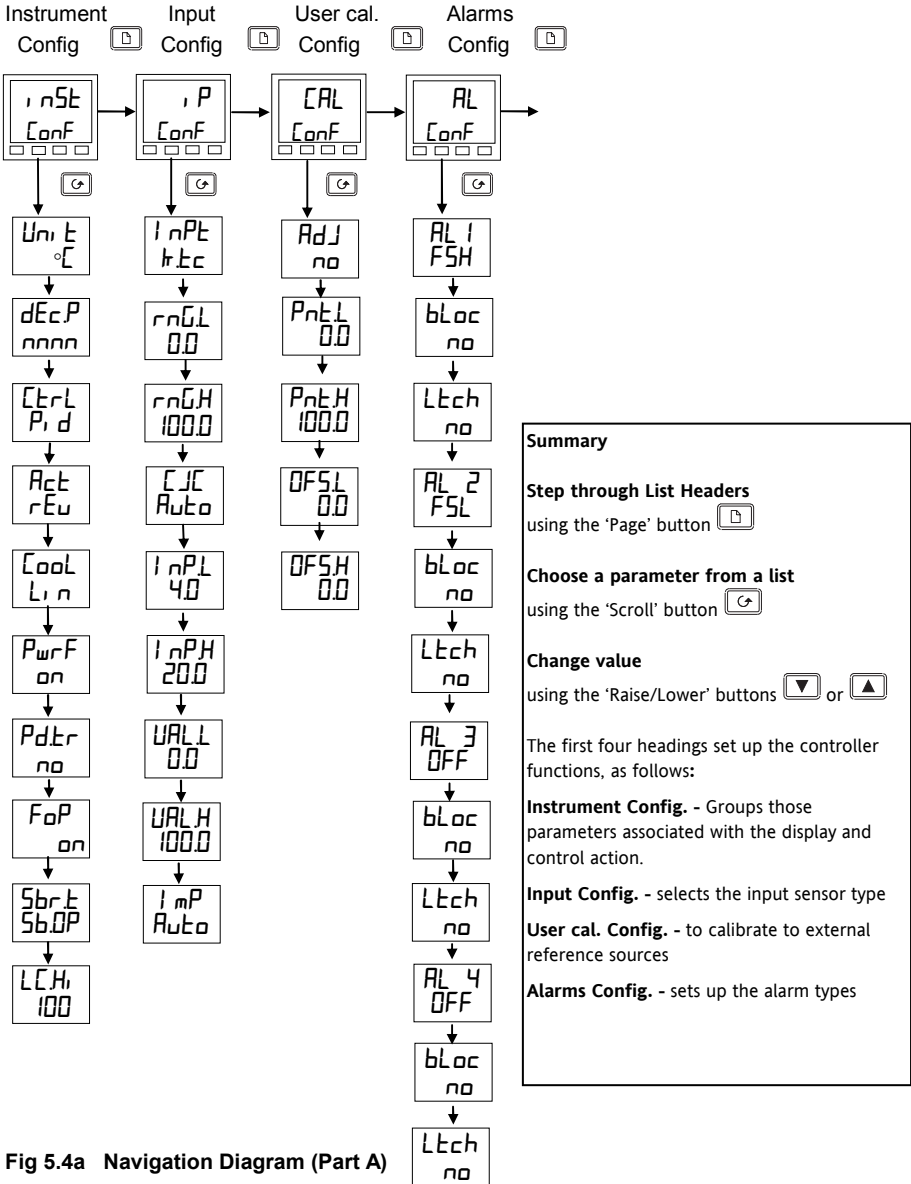 Instrument Config
Input Config
User cal. Config
Alarms Config
inSt
ConF
iP
ConF
CAL
ConF
AL
ConF
Unit
°C
dEc.P
nnnn
CtrL
Pid
Act
rEv
CooL
Lin
PwrF
on
Pd.tr
no
FoP
on
Sbr.t
Sb.OP
LC.Hi
100
InPt
k.tc
rnG.L
0.0
rnG.H
100.0
CJC
Auto
InP.L
4.0
InP.H
20.0
VAL.L
0.0
VAL.H
100.0
ImP
Auto
AdJ
no
Pnt.L
0.0
Pnt.H
100.0
OFS.L
0.0
OFS.H
0.0
AL 1
FSH
bLoc
no
Ltch
no
AL 2
FSL
bLoc
no
Ltch
no
AL 3
OFF
bLoc
no
Ltch
no
AL 4
OFF
bLoc
no
Ltch
no
Summary
Step through List Headers
using the 'Page' button
Choose a parameter from a list
using the 'Scroll' button
Change value
using the 'Raise/Lower' buttons ▼ or ▲
The first four headings set up the controller
functions, as follows:
Instrument Config. - Groups those
parameters associated with the display and
control action.
Input Config. - selects the input sensor type
User cal. Config. - to calibrate to external
reference sources
Alarms Config. - sets up the alarm types
Fig 5.4a Navigation Diagram (Part A)